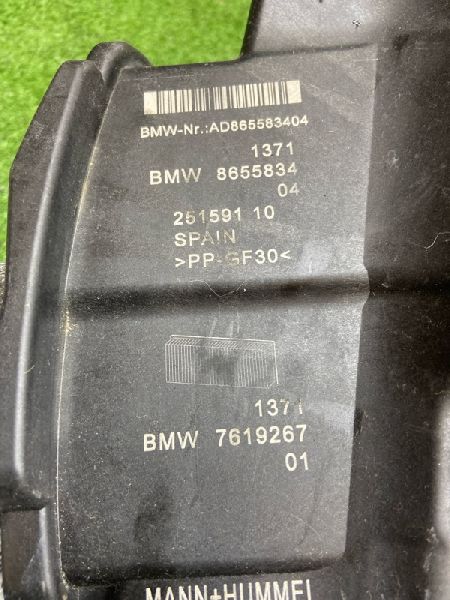 BMW-Nr.:AD865583404
1371
BMW 8655834
04
251591 10
SPAIN
>PP-GF30<
1371
BMW 7619267
01
MANN+HUMMEL